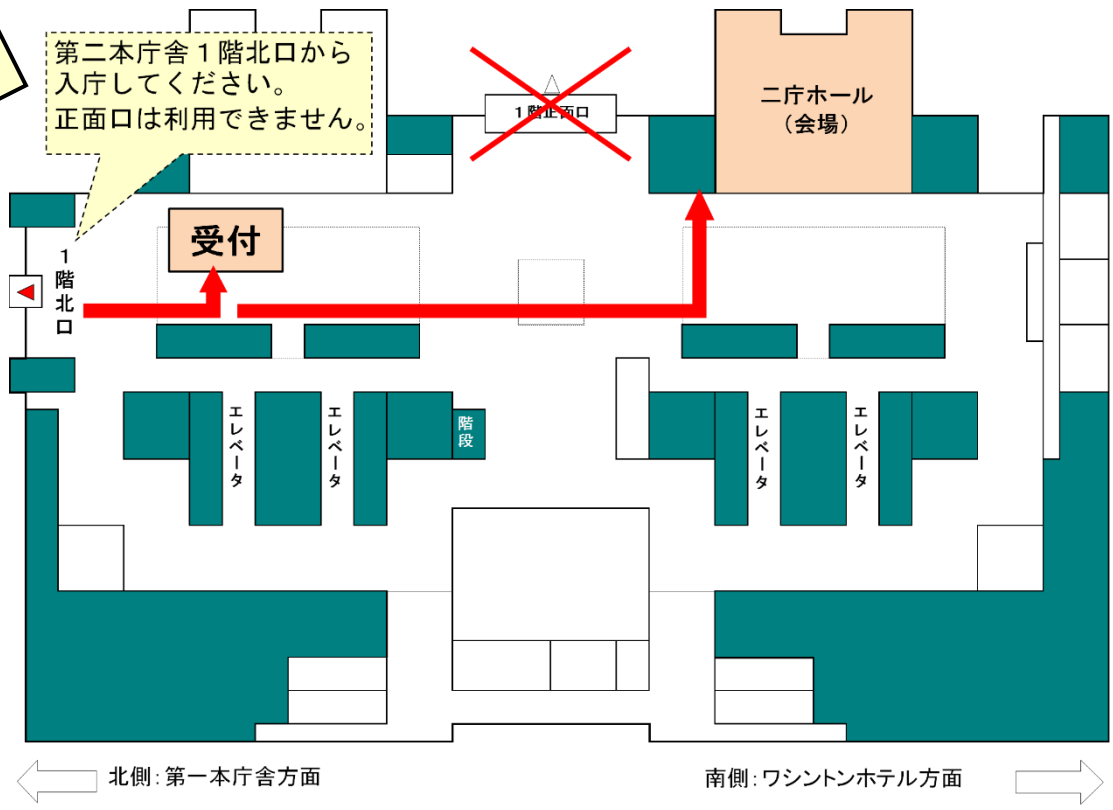 第二本庁舎１階北口から
入庁してください。
正面口は利用できません。
１階正面口
二庁ホール
（会場）
受付
１階北口
エレベータ
エレベータ
階段
エレベータ
エレベータ
北側：第一本庁舎方面
南側：ワシントンホテル方面